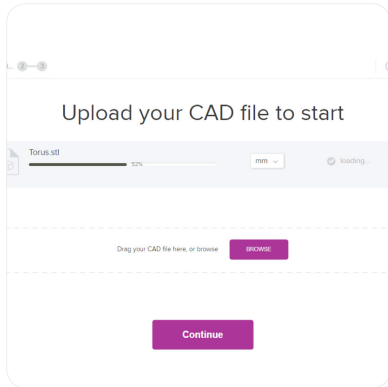 2 3
Upload your CAD file to start
Torus.stl
52%
mm
loading...
Drag your CAD file here, or browse
BROWSE
Continue